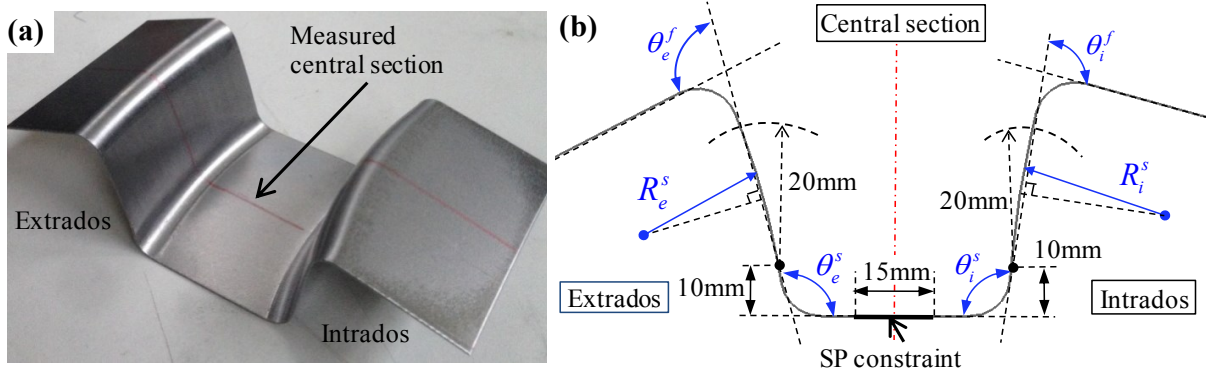 (a)
Measured
central section
Extrados
Intrados
(b)
Central section
θ_e^f
θ_i^f
20mm
20mm
R_e^s
R_i^s
θ_e^s
15mm
θ_i^s
10mm
10mm
Extrados
Intrados
SP constraint